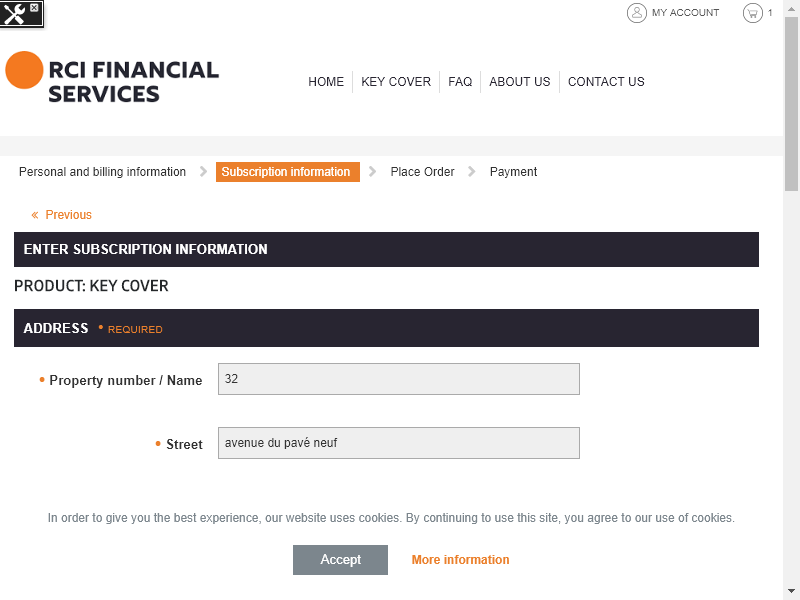 MY ACCOUNT
1
RCI FINANCIAL
SERVICES
HOME
KEY COVER
FAQ
ABOUT US
CONTACT US
Personal and billing information
Subscription information
Place Order
Payment
« Previous
ENTER SUBSCRIPTION INFORMATION
PRODUCT: KEY COVER
ADDRESS • REQUIRED
• Property number / Name
32
• Street
avenue du pavé neuf
In order to give you the best experience, our website uses cookies. By continuing to use this site, you agree to our use of cookies.
Accept
More information